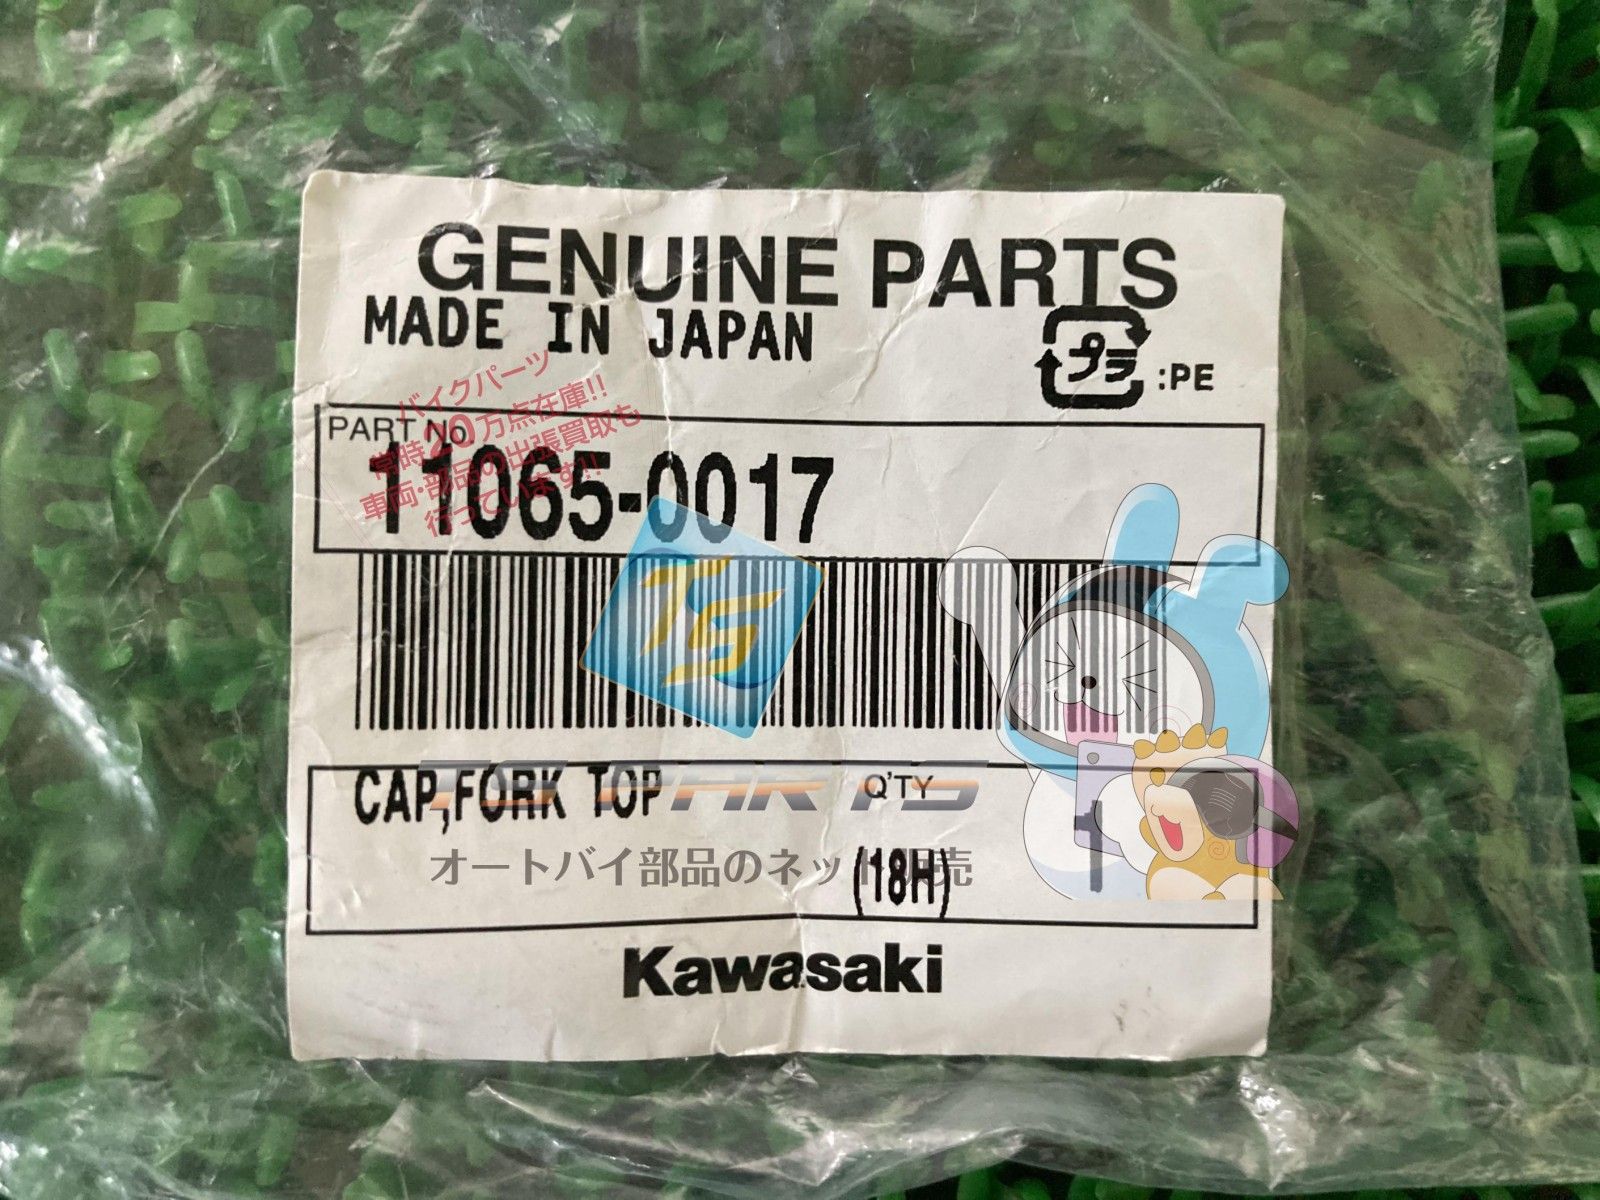 GENUINE PARTS
MADE IN JAPAN
プラ
:PE
バイクパーツ
常時20万点在庫!!
車両・部品の出張買取も
行っています!!
PART No.
11065-0017
TS
CAP,FORK TOP
Q'TY
1
TS PARTS
オートバイ部品のネット販売
(18H)
Kawasaki